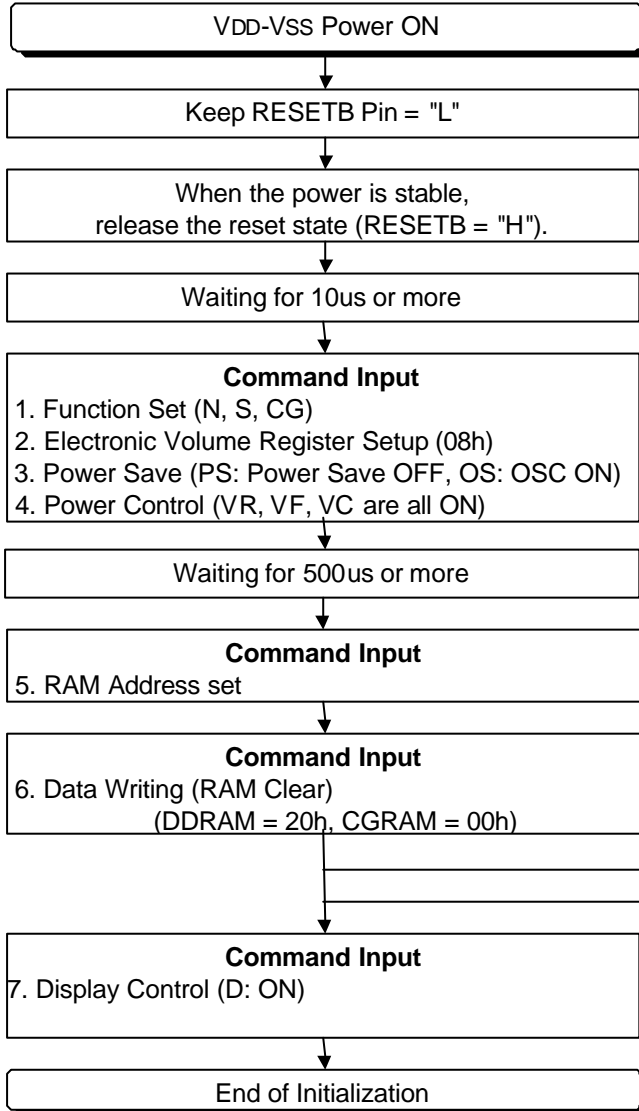 VDD-VSS Power ON
Keep RESETB Pin = "L"
When the power is stable,
release the reset state (RESETB = "H").
Waiting for 10us or more
Command Input
1. Function Set (N, S, CG)
2. Electronic Volume Register Setup (08h)
3. Power Save (PS: Power Save OFF, OS: OSC ON)
4. Power Control (VR, VF, VC are all ON)
Waiting for 500us or more
Command Input
5. RAM Address set
Command Input
6. Data Writing (RAM Clear)
(DDRAM = 20h, CGRAM = 00h)
Command Input
7. Display Control (D: ON)
End of Initialization